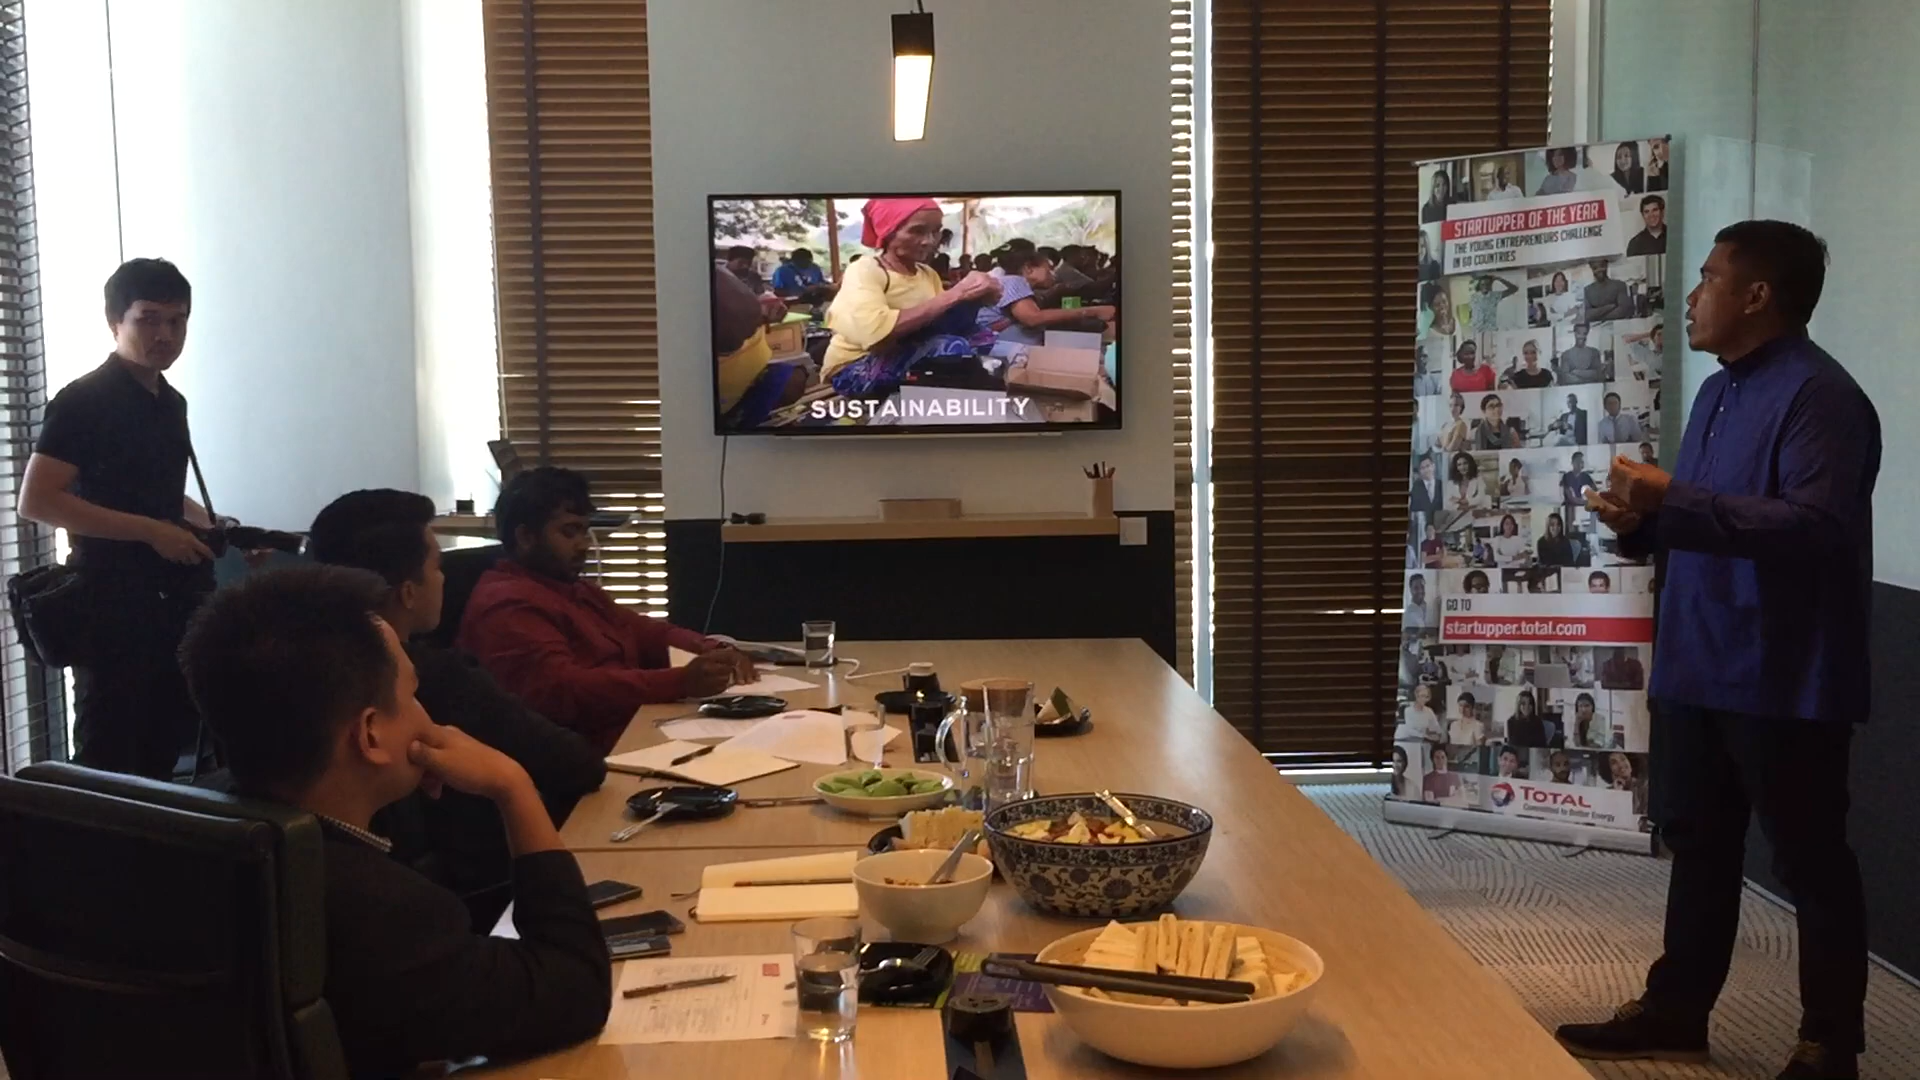 SUSTAINABILITY
STARTUPPER OF THE YEAR
THE YOUNG ENTREPRENEURS CHALLENGE
IN 60 COUNTRIES
GO TO
startupper.total.com
TOTAL
Committed to Better Energy